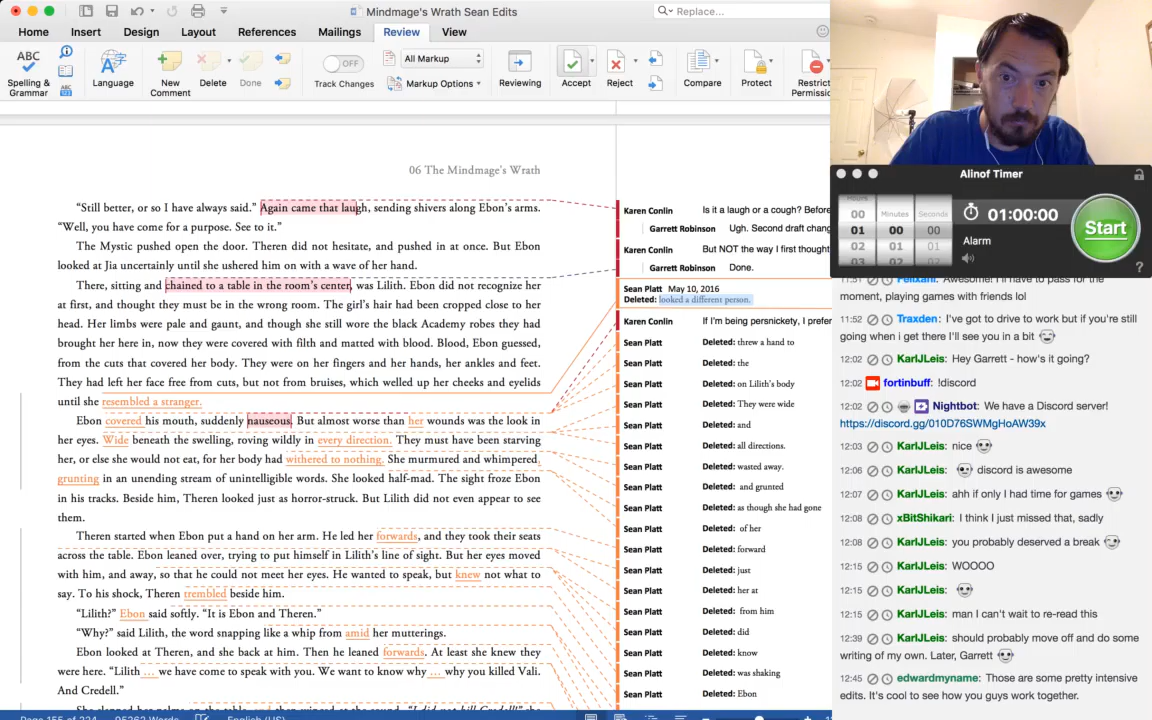 Mindmage's Wrath Sean Edits
Replace...
Home Insert Design Layout References Mailings Review View
Spelling & Grammar
Language
New Comment
Delete
Done
OFF
Track Changes
All Markup
Markup Options
Reviewing
Accept
Reject
Compare
Protect
Restrict
06 The Mindmage's Wrath
“Still better, or so I have always said.” Again came that laugh, sending shivers along Ebon’s arms.
“Well, you have come for a purpose. See to it.”
The Mystic pushed open the door. Theren did not hesitate, and pushed in at once. But Ebon
looked at Jia uncertainly until she ushered him on with a wave of her hand.
There, sitting and chained to a table in the room’s center, was Lilith. Ebon did not recognize her
at first, and thought they must be in the wrong room. The girl’s hair had been cropped close to her
head. Her limbs were pale and gaunt, and though she still wore the black Academy robes they had
brought her here in, now they were covered with filth and matted with blood. Blood, Ebon guessed,
from the cuts that covered her body. They were on her fingers and her hands, her ankles and feet.
They had left her face free from cuts, but not from bruises, which welled up her cheeks and eyelids
until she resembled a stranger.
Ebon covered his mouth, suddenly nauseous. But almost worse than her wounds was the look in
her eyes. Wide beneath the swelling, roving wildly in every direction. They must have been starving
her, or else she would not eat, for her body had withered to nothing. She murmured and whimpered,
grunting in an unending stream of unintelligible words. She looked half-mad. The sight froze Ebon
in his tracks. Beside him, Theren looked just as horror-struck. But Lilith did not even appear to see
them.
Theren started when Ebon put a hand on her arm. He led her forwards, and they took their seats
across the table. Ebon leaned over, trying to put himself in Lilith’s line of sight. But her eyes moved
with him, and away, so that he could not meet her eyes. He wanted to speak, but knew not what to
say. To his shock, Theren trembled beside him.
“Lilith?” Ebon said softly. “It is Ebon and Theren.”
“Why?” said Lilith, the word snapping like a whip from amid her mutterings.
Ebon looked at Theren, and she back at him. Then he leaned forwards. At least she knew they
were here. “Lilith … we have come to speak with you. We want to know why … why you killed Vali.
And Credell.”
Karen Conlin Is it a laugh or a cough? Before
Garrett Robinson Ugh. Second draft chang
Karen Conlin But NOT the way I first thought
Garrett Robinson Done.
Sean Platt May 10, 2016
Deleted: looked a different person.
Karen Conlin If I'm being persnickety, I prefer
Sean Platt Deleted: threw a hand to
Sean Platt Deleted: the
Sean Platt Deleted: on Lilith's body
Sean Platt Deleted: They were wide
Sean Platt Deleted: and
Sean Platt Deleted: all directions.
Sean Platt Deleted: wasted away.
Sean Platt Deleted: and grunted
Sean Platt Deleted: as though she had gone
Sean Platt Deleted: of her
Sean Platt Deleted: forward
Sean Platt Deleted: just
Sean Platt Deleted: her at
Sean Platt Deleted: from him
Sean Platt Deleted: did
Sean Platt Deleted: know
Sean Platt Deleted: was shaking
Sean Platt Deleted: Ebon
English (US)
Alinof Timer
Minutes Seconds
00
01 00 00
02 01 01
03 02 02
01:00:00
Alarm
Start
?
moment, playing games with friends lol
11:52 Traxden: I've got to drive to work but if you're still
going when i get there I'll see you in a bit
12:02 KarlJLeis: Hey Garrett - how's it going?
12:02 fortinbuff: !discord
12:02 Nightbot: We have a Discord server!
https://discord.gg/010D76SWMgHoAW39x
12:03 KarlJLeis: nice
12:06 KarlJLeis: discord is awesome
12:07 KarlJLeis: ahh if only I had time for games
12:08 xBitShikari: I think I just missed that, sadly
12:08 KarlJLeis: you probably deserved a break
12:15 KarlJLeis: WOOOO
12:15 KarlJLeis:
12:15 KarlJLeis: man I can't wait to re-read this
12:39 KarlJLeis: should probably move off and do some
writing of my own. Later, Garrett
12:45 edwardmyname: Those are some pretty intensive
edits. It's cool to see how you guys work together.